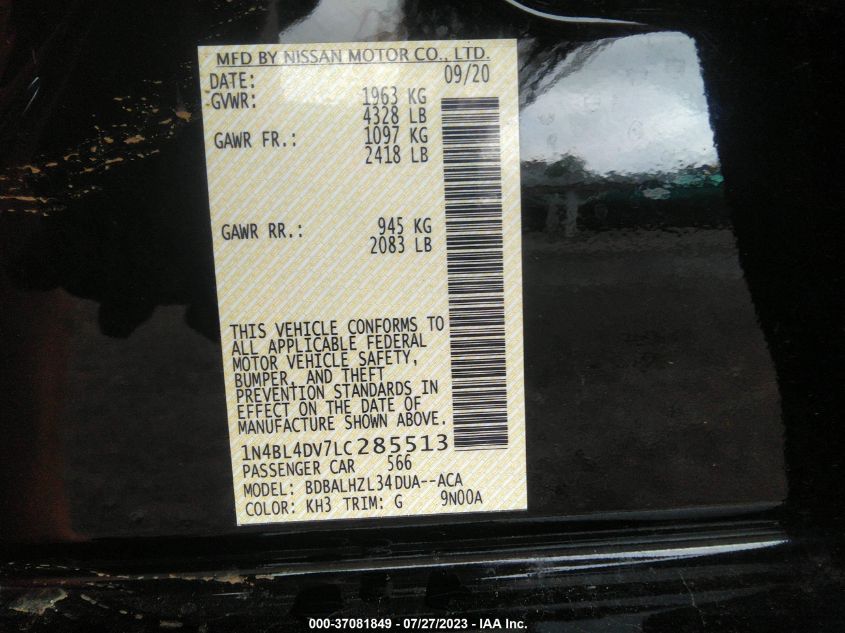 MFD BY NISSAN MOTOR CO., LTD.
DATE: 09/20
GVWR: 1963 KG
4328 LB
GAWR FR.: 1097 KG
2418 LB
GAWR RR.: 945 KG
2083 LB
THIS VEHICLE CONFORMS TO
ALL APPLICABLE FEDERAL
MOTOR VEHICLE SAFETY,
BUMPER, AND THEFT
PREVENTION STANDARDS IN
EFFECT ON THE DATE OF
MANUFACTURE SHOWN ABOVE.
1N4BL4DV7LC285513
PASSENGER CAR 566
MODEL: BDBALHZL34DUA--ACA
COLOR: KH3 TRIM: G 9N00A
000-37081849 - 07/27/2023 - IAA Inc.